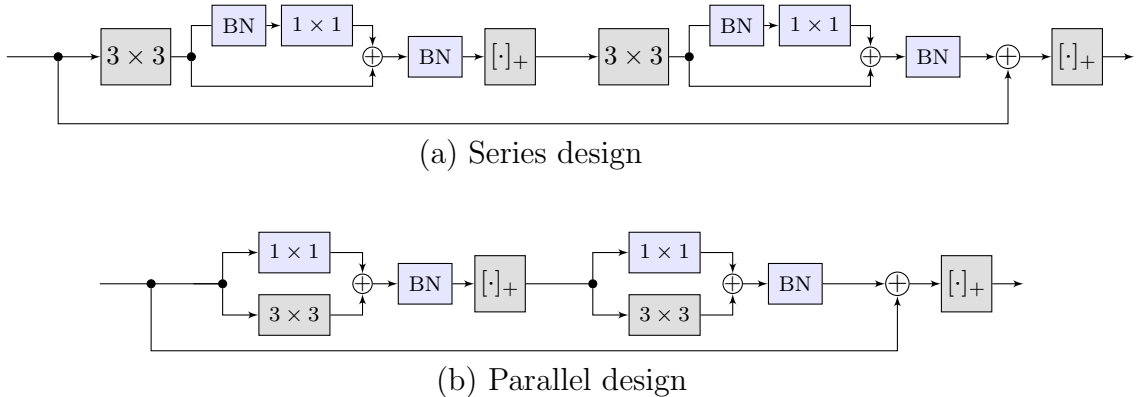 BN 1 × 1 BN 1 × 1
3 × 3 ⊕ BN [·]₊ 3 × 3 ⊕ BN ⊕ [·]₊
(a) Series design
1 × 1 1 × 1
⊕ BN [·]₊ ⊕ BN ⊕ [·]₊
3 × 3 3 × 3
(b) Parallel design